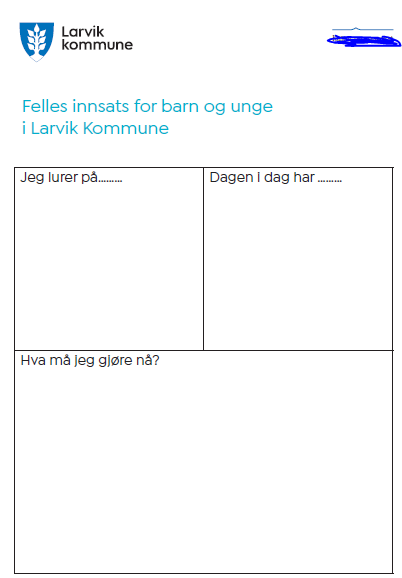 Larvik
kommune
Felles innsats for barn og unge
i Larvik Kommune
Jeg lurer på.........
Dagen i dag har .........
Hva må jeg gjøre nå?